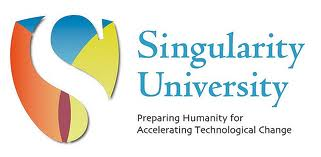 S
Singularity
University
Preparing Humanity for
Accelerating Technological Change